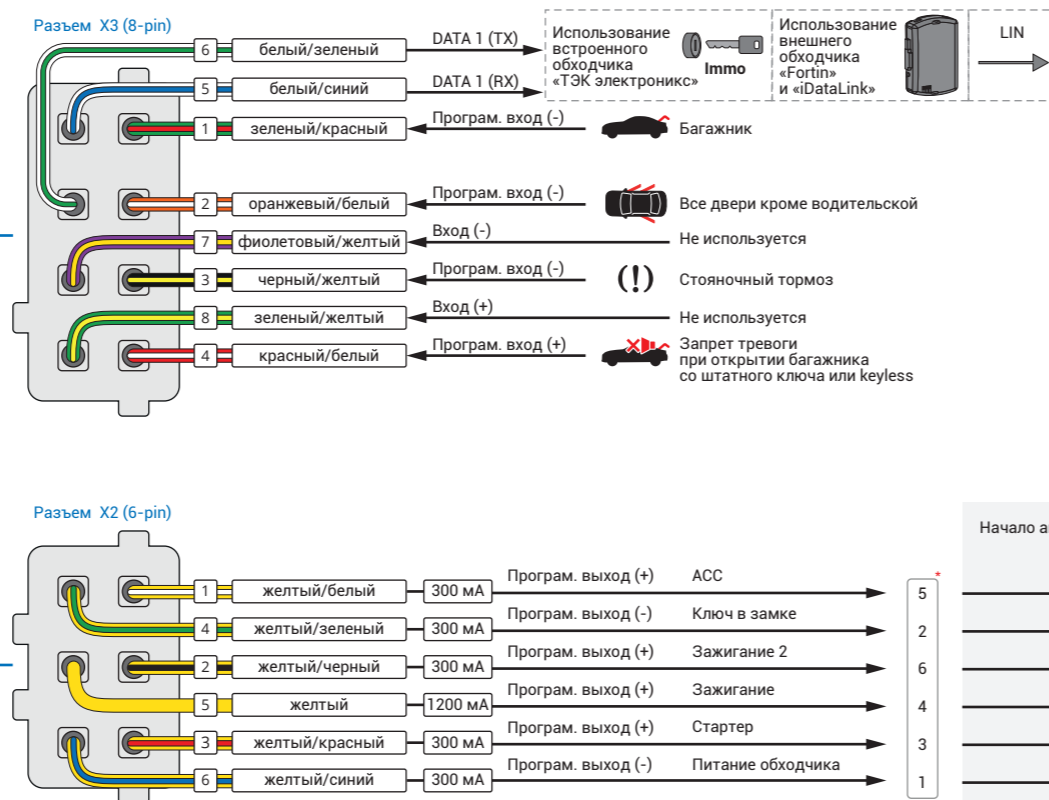 Разъем X3 (8-pin)
6 белый/зеленый DATA 1 (TX)
5 белый/синий DATA 1 (RX)
Использование
встроенного
обходчика
«ТЭК электроникс»
Immo
Использование
внешнего
обходчика
«Fortin»
и «iDataLink»
LIN
1 зеленый/красный Програм. вход (-) Багажник
2 оранжевый/белый Програм. вход (-) Все двери кроме водительской
7 фиолетовый/желтый Вход (-) Не используется
3 черный/желтый Програм. вход (-) (!) Стояночный тормоз
8 зеленый/желтый Вход (+) Не используется
4 красный/белый Програм. вход (+) Запрет тревоги
при открытии багажника
со штатного ключа или keyless
Разъем X2 (6-pin)
Начало а
*
1 желтый/белый 300 мА Програм. выход (+) ACC 5
4 желтый/зеленый 300 мА Програм. выход (-) Ключ в замке 2
2 желтый/черный 300 мА Програм. выход (+) Зажигание 2 6
5 желтый 1200 мА Програм. выход (+) Зажигание 4
3 желтый/красный 300 мА Програм. выход (+) Стартер 3
6 желтый/синий 300 мА Програм. выход (-) Питание обходчика 1